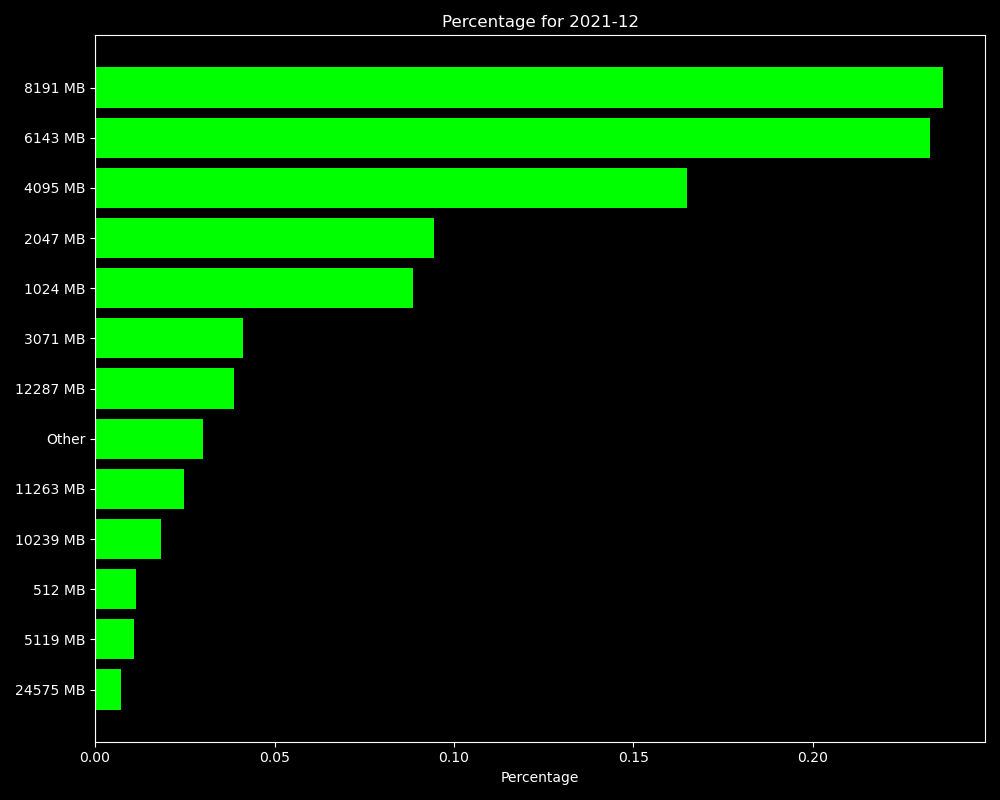 Percentage for 2021-12
8191 MB
6143 MB
4095 MB
2047 MB
1024 MB
3071 MB
12287 MB
Other
11263 MB
10239 MB
512 MB
5119 MB
24575 MB
0.00 0.05 0.10 0.15 0.20
Percentage